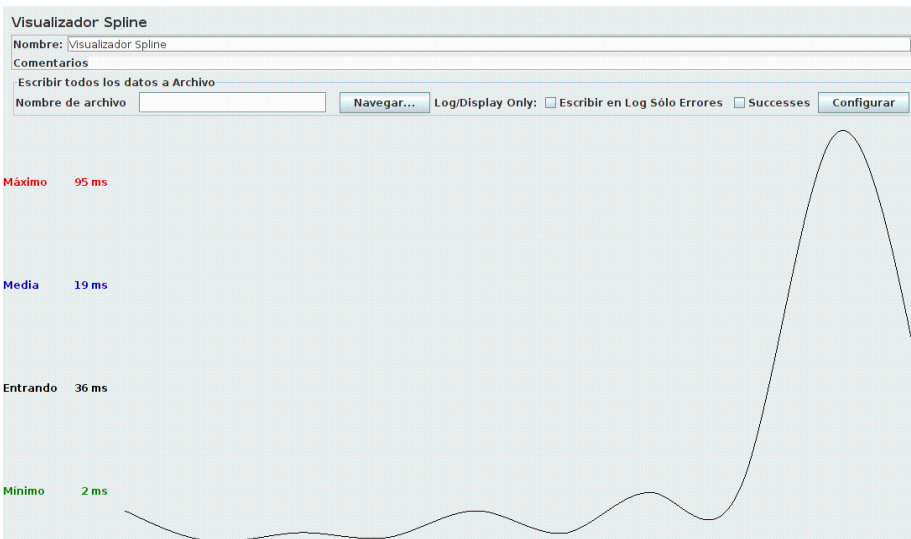 Visualizador Spline
Nombre: Visualizador Spline
Comentarios
Escribir todos los datos a Archivo
Nombre de archivo Navegar... Log/Display Only: Escribir en Log Sólo Errores Successes Configurar
Máximo 95 ms
Media 19 ms
Entrando 36 ms
Mínimo 2 ms